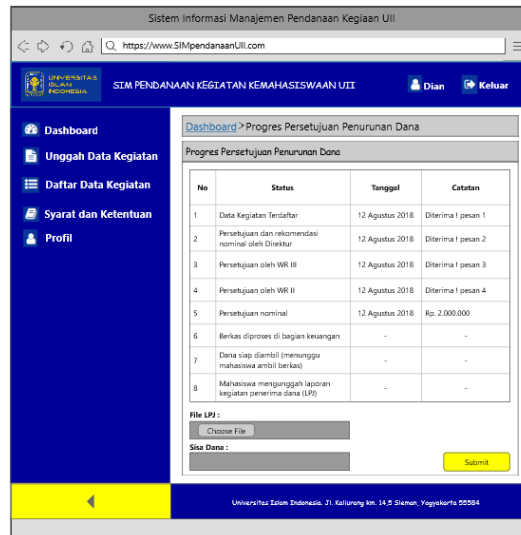 Sistem Informasi Manajemen Pendanaan Kegiaan UII
https://www.SIMpendanaanUII.com
UNIVERSITAS
ISLAM
INDONESIA
SIM PENDANAAN KEGIATAN KEMAHASISWAAN UII
Dian
Keluar
Dashboard
Unggah Data Kegiatan
Daftar Data Kegiatan
Syarat dan Ketentuan
Profil
Dashboard > Progres Persetujuan Penurunan Dana
Progres Persetujuan Penurunan Dana
No Status Tanggal Catatan
1 Data Kegiatan Terdaftar 12 Agustus 2018 Diterima ! pesan 1
2 Persetujuan dan rekomendasi nominal oleh Direktur 12 Agustus 2018 Diterima ! pesan 2
3 Persetujuan oleh WR III 12 Agustus 2018 Diterima ! pesan 3
4 Persetujuan oleh WR II 12 Agustus 2018 Diterima ! pesan 4
5 Persetujuan nominal 12 Agustus 2018 Rp. 2.000.000
6 Berkas diproses di bagian keuangan - -
7 Dana siap diambil (menunggu mahasiswa ambil berkas) - -
8 Mahasiswa mengunggah laporan kegiatan penerima dana (LPJ) - -
File LPJ :
Choose File
Sisa Dana :
Submit
Universitas Islam Indonesia. Jl. Kaliurang km. 14,5 Sleman, Yogyakarta 55584